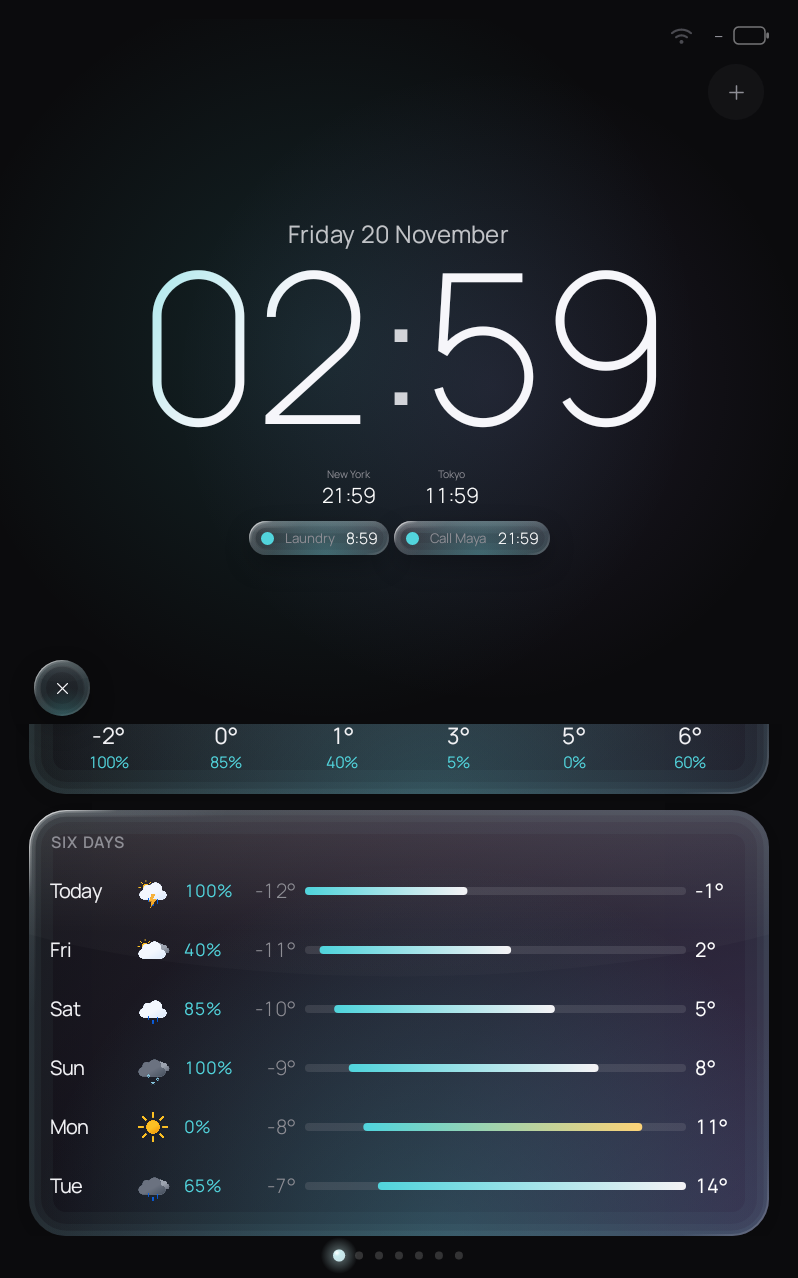 Friday 20 November
02:59
New York Tokyo
21:59 11:59
Laundry 8:59 Call Maya 21:59
-2° 0° 1° 3° 5° 6°
100% 85% 40% 5% 0% 60%
SIX DAYS
Today 100% -12° -1°
Fri 40% -11° 2°
Sat 85% -10° 5°
Sun 100% -9° 8°
Mon 0% -8° 11°
Tue 65% -7° 14°